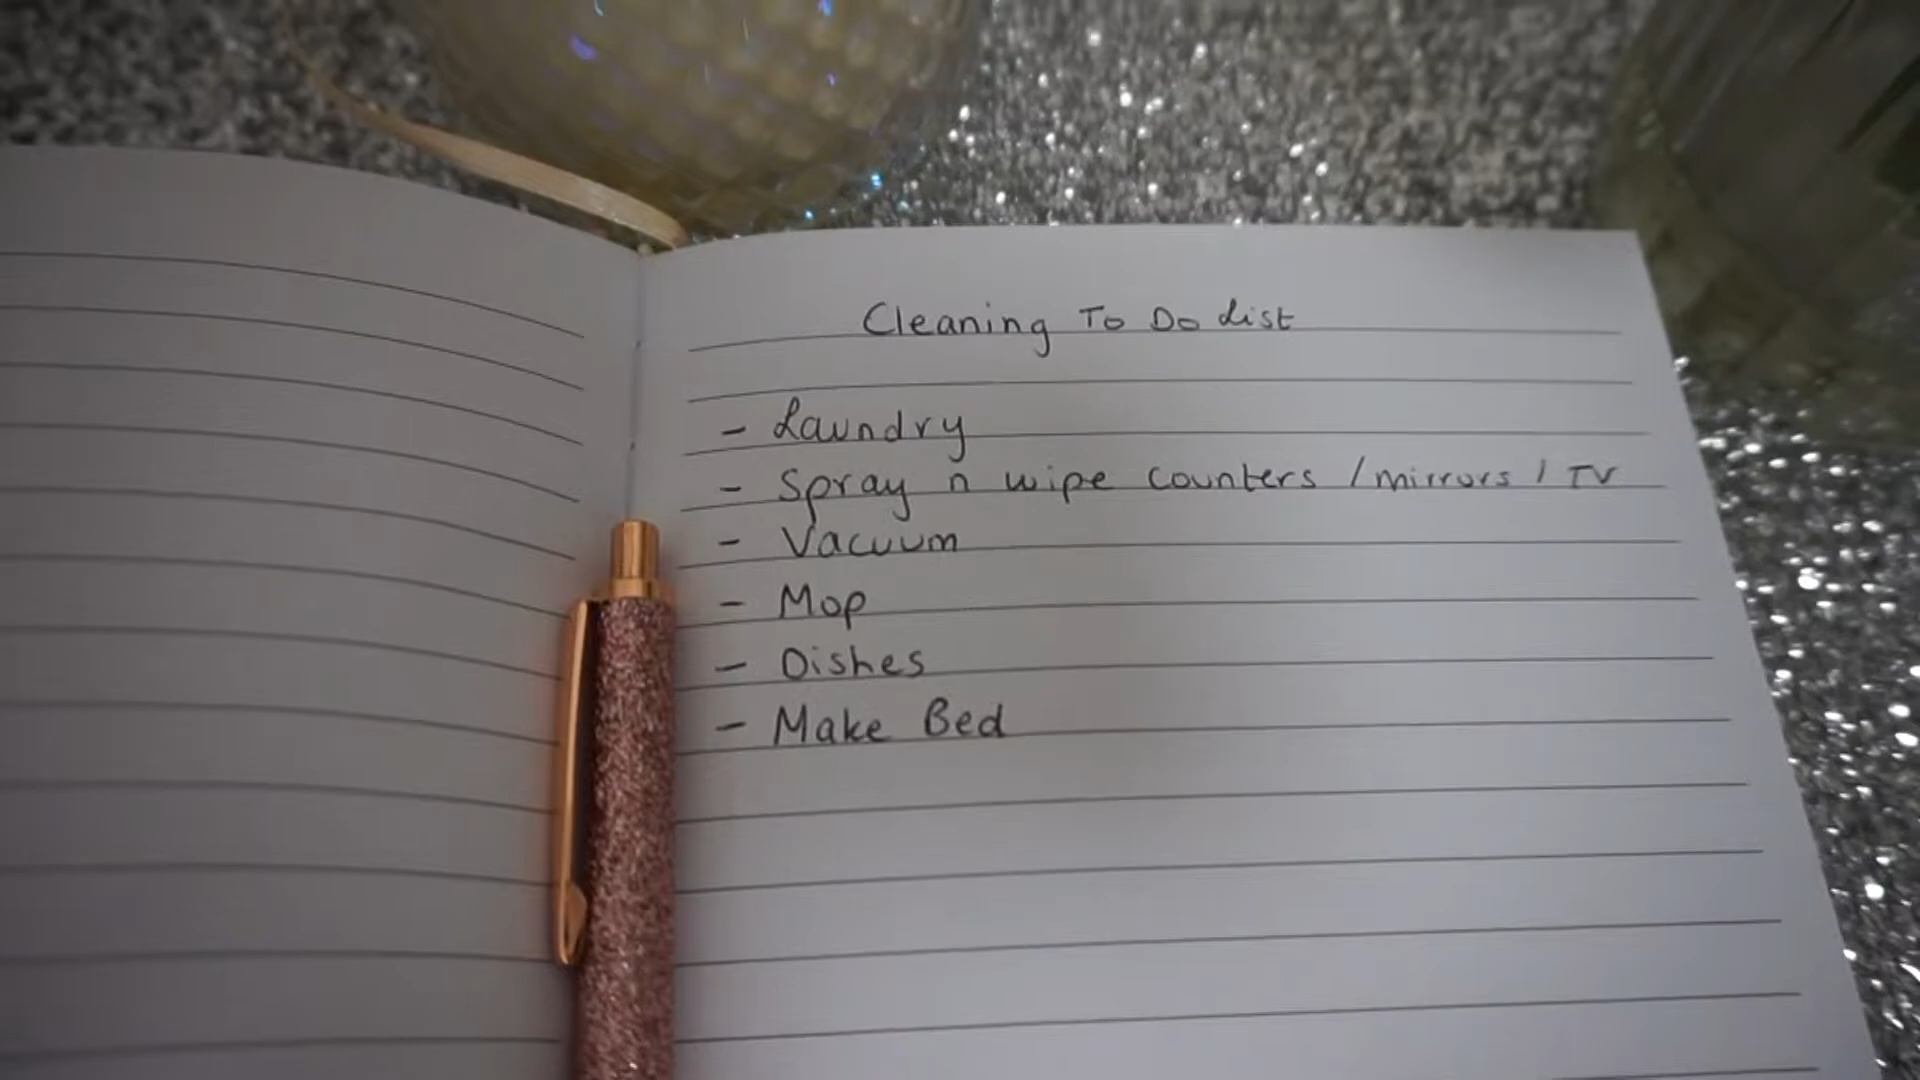 Cleaning To Do List
- Laundry
- Spray n wipe counters / mirrors / TV
- Vacuum
- Mop
- Dishes
- Make Bed